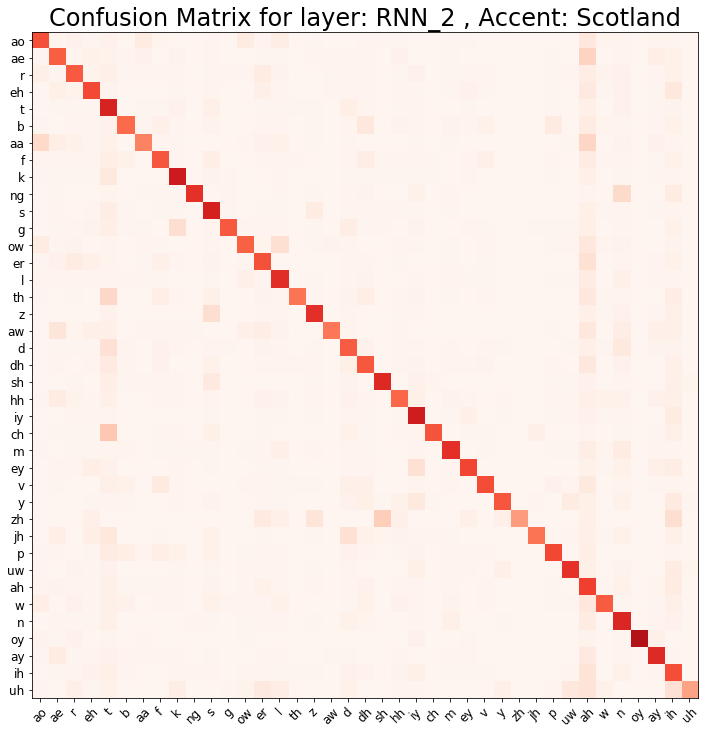 Confusion Matrix for layer: RNN_2 , Accent: Scotland
ao
ae
r
eh
t
b
aa
f
k
ng
s
g
ow
er
l
th
z
aw
d
dh
sh
hh
iy
ch
m
ey
v
y
zh
jh
p
uw
ah
w
n
oy
ay
ih
uh
ao ae r eh t b aa f k ng s g ow er l th z aw d dh sh hh iy ch m ey v y zh jh p uw ah w n oy ay ih uh